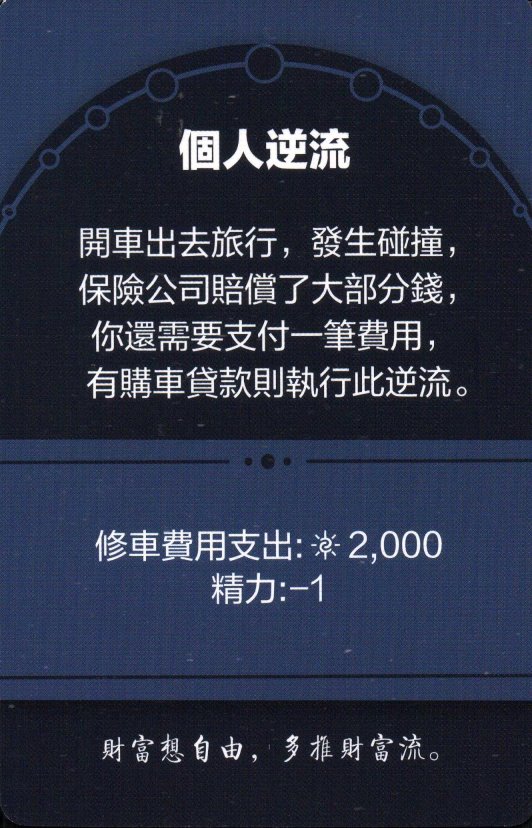 個人逆流
開車出去旅行，發生碰撞，
保險公司賠償了大部分錢，
你還需要支付一筆費用，
有購車貸款則執行此逆流。
修車費用支出: 2,000
精力:–1
財富想自由，多推財富流。